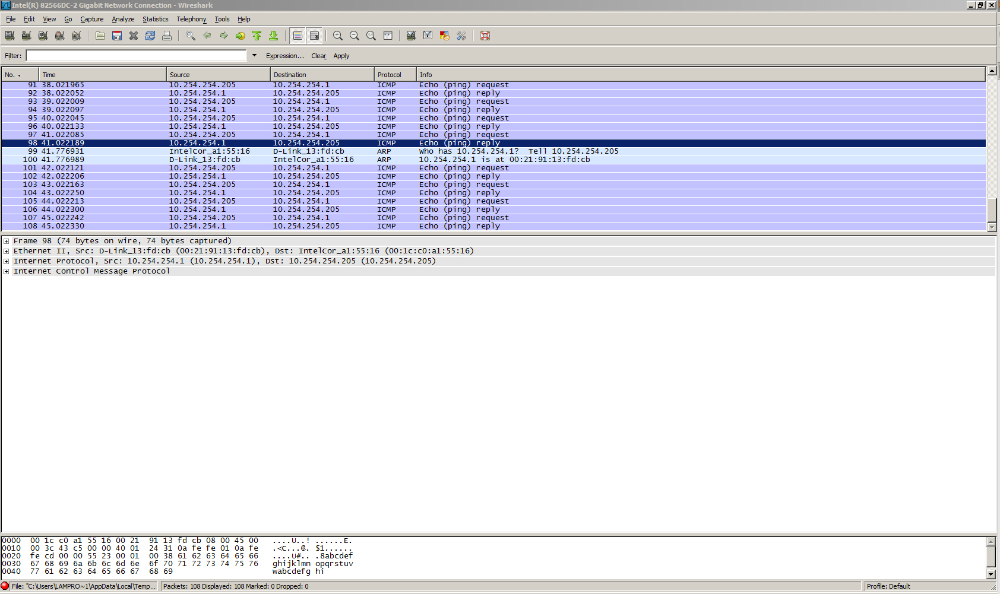 Intel(R) 82566DC-2 Gigabit Network Connection - Wireshark
File Edit View Go Capture Analyze Statistics Telephony Tools Help
Filter: Expression... Clear Apply
No. Time Source Destination Protocol Info
91 38.021965 10.254.254.205 10.254.254.1 ICMP Echo (ping) request
92 38.022052 10.254.254.1 10.254.254.205 ICMP Echo (ping) reply
93 39.022009 10.254.254.205 10.254.254.1 ICMP Echo (ping) request
94 39.022097 10.254.254.1 10.254.254.205 ICMP Echo (ping) reply
95 40.022045 10.254.254.205 10.254.254.1 ICMP Echo (ping) request
96 40.022133 10.254.254.1 10.254.254.205 ICMP Echo (ping) reply
97 41.022085 10.254.254.205 10.254.254.1 ICMP Echo (ping) request
98 41.022189 10.254.254.1 10.254.254.205 ICMP Echo (ping) reply
99 41.776931 IntelCor_a1:55:16 D-Link_13:fd:cb ARP Who has 10.254.254.1? Tell 10.254.254.205
100 41.776989 D-Link_13:fd:cb IntelCor_a1:55:16 ARP 10.254.254.1 is at 00:21:91:13:fd:cb
101 42.022121 10.254.254.205 10.254.254.1 ICMP Echo (ping) request
102 42.022206 10.254.254.1 10.254.254.205 ICMP Echo (ping) reply
103 43.022163 10.254.254.205 10.254.254.1 ICMP Echo (ping) request
104 43.022250 10.254.254.1 10.254.254.205 ICMP Echo (ping) reply
105 44.022213 10.254.254.205 10.254.254.1 ICMP Echo (ping) request
106 44.022300 10.254.254.1 10.254.254.205 ICMP Echo (ping) reply
107 45.022242 10.254.254.205 10.254.254.1 ICMP Echo (ping) request
108 45.022330 10.254.254.1 10.254.254.205 ICMP Echo (ping) reply
Frame 98 (74 bytes on wire, 74 bytes captured)
Ethernet II, Src: D-Link_13:fd:cb (00:21:91:13:fd:cb), Dst: IntelCor_a1:55:16 (00:1c:c0:a1:55:16)
Internet Protocol, Src: 10.254.254.1 (10.254.254.1), Dst: 10.254.254.205 (10.254.254.205)
Internet Control Message Protocol
0000 00 1c c0 a1 55 16 00 21 91 13 fd cb 08 00 45 00 ....U..! ......E.
0010 00 3c 43 c5 00 00 40 01 24 31 0a fe fe 01 0a fe .<C...@. $1......
0020 fe cd 00 00 55 23 00 01 00 38 61 62 63 64 65 66 ....U#.. .8abcdef
0030 67 68 69 6a 6b 6c 6d 6e 6f 70 71 72 73 74 75 76 ghijklmn opqrstuv
0040 77 61 62 63 64 65 66 67 68 69 wabcdefg hi
File: "C:\Users\LAMPRO~1\AppData\Local\Temp... Packets: 108 Displayed: 108 Marked: 0 Dropped: 0 Profile: Default